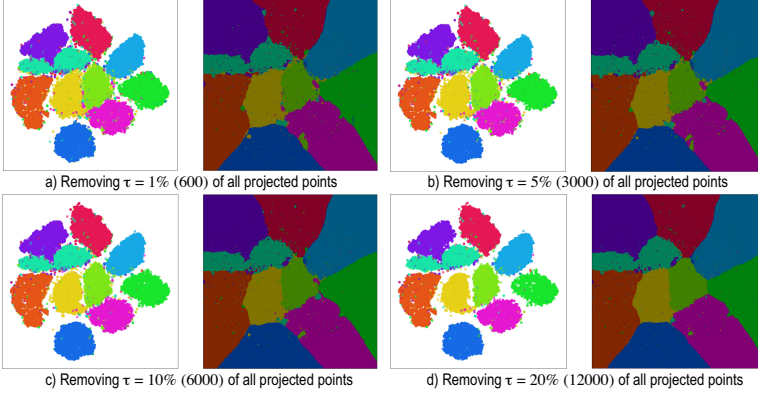 a) Removing τ = 1% (600) of all projected points
b) Removing τ = 5% (3000) of all projected points
c) Removing τ = 10% (6000) of all projected points
d) Removing τ = 20% (12000) of all projected points